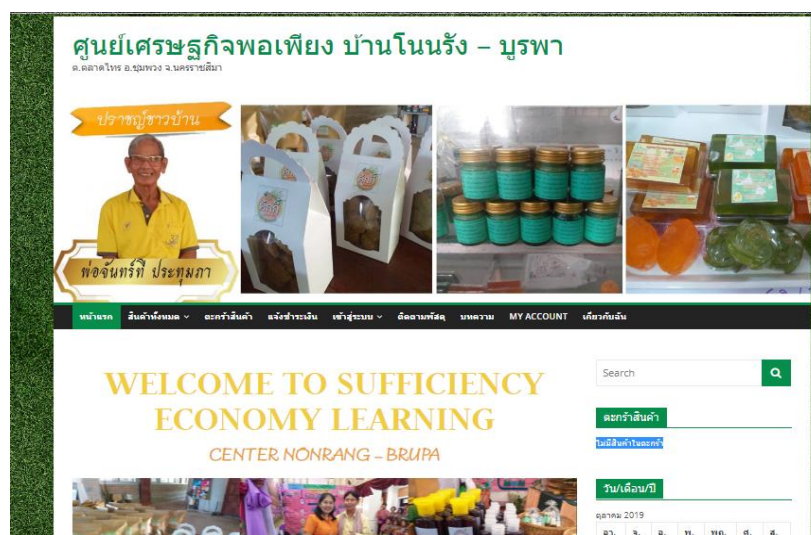 ศูนย์เศรษฐกิจพอเพียง บ้านโนนรัง – บูรพา
ต.ตลาดไทร อ.ชุมพวง จ.นครราชสีมา
ปราชญ์ชาวบ้าน
พ่อจันทร์ที ประทุมภา
หน้าแรก สินค้าทั้งหมด ตะกร้าสินค้า แจ้งชำระเงิน เข้าสู่ระบบ ติดตามพัสดุ บทความ MY ACCOUNT เกี่ยวกับฉัน
WELCOME TO SUFFICIENCY
ECONOMY LEARNING
CENTER NONRANG – BRUPA
Search
ตะกร้าสินค้า
ไม่มีสินค้าในตะกร้า
วัน/เดือน/ปี
ตุลาคม 2019
อา. จ. อ. พ. พฤ. ศ. ส.